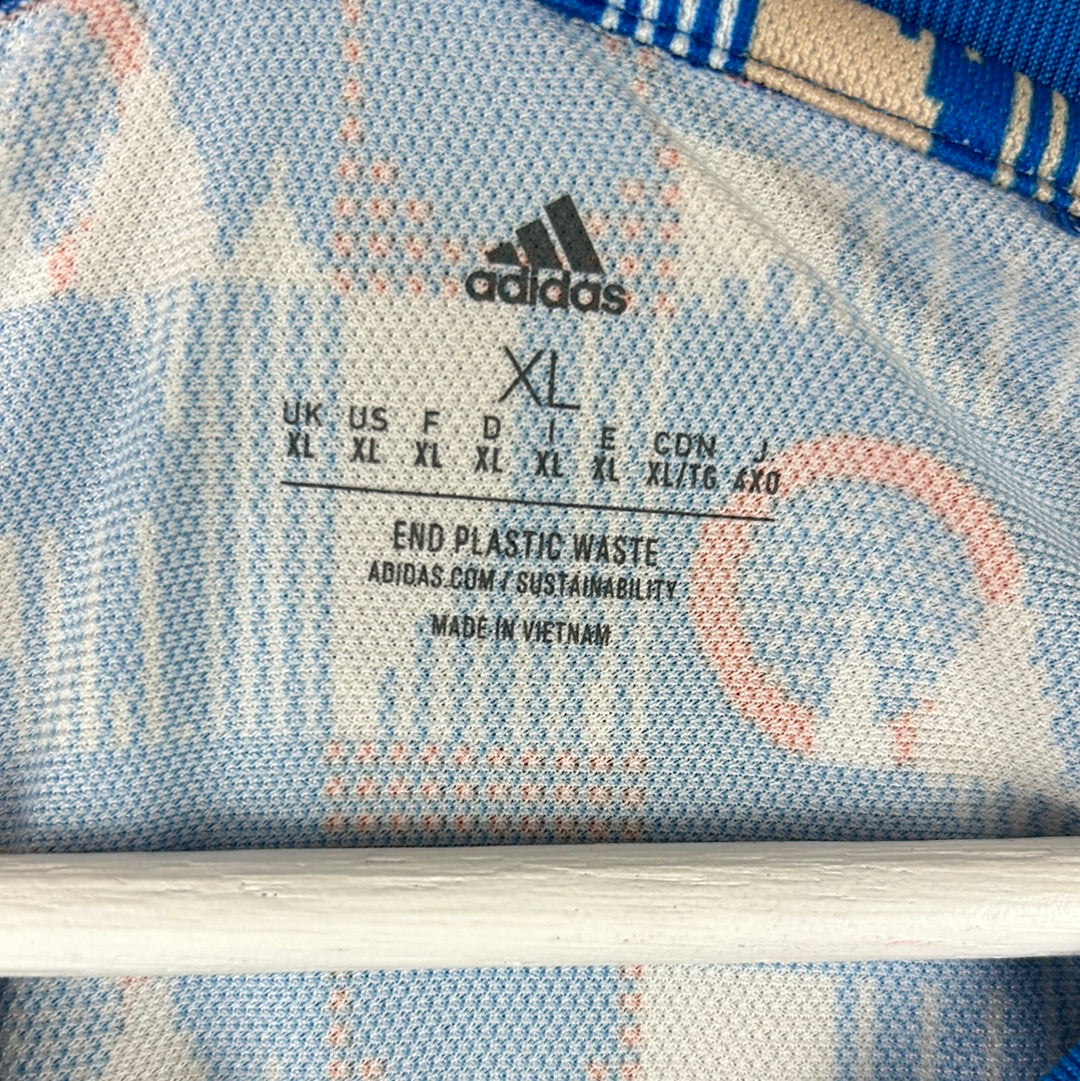 adidas
XL
UK US F D I E CDN J
XL XL XL XL XL XL XL/TG 4XO
END PLASTIC WASTE
ADIDAS.COM / SUSTAINABILITY
MADE IN VIETNAM